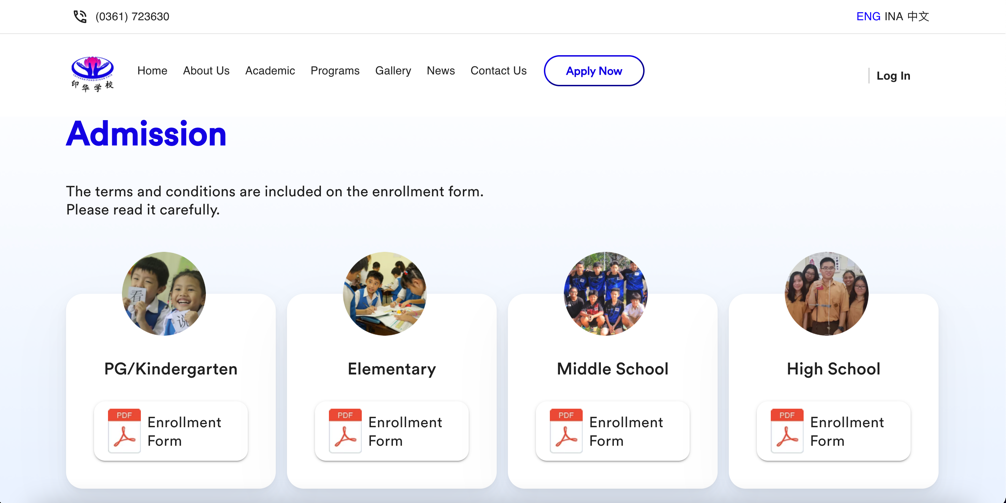 (0361) 723630
ENG INA 中文
印华学校
Home About Us Academic Programs Gallery News Contact Us Apply Now
Log In
Admission
The terms and conditions are included on the enrollment form.
Please read it carefully.
PG/Kindergarten
Elementary
Middle School
High School
PDF
Enrollment
Form
PDF
Enrollment
Form
PDF
Enrollment
Form
PDF
Enrollment
Form